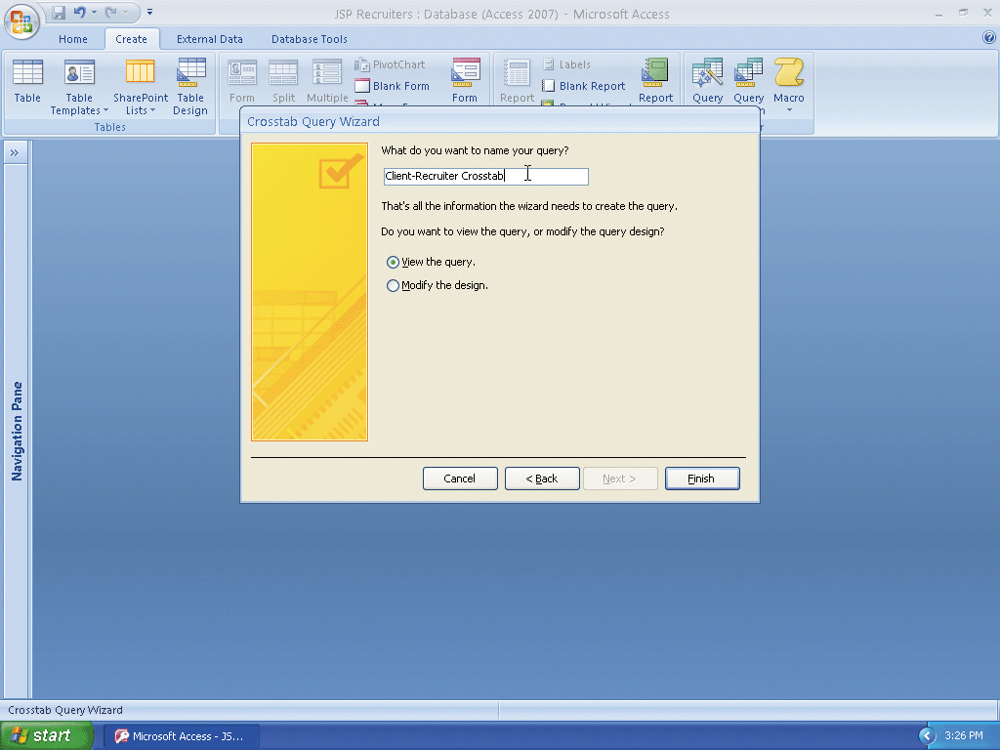 JSP Recruiters : Database (Access 2007) - Microsoft Access
Home Create External Data Database Tools
PivotChart
Blank Form
Labels
Blank Report
Table
Table Templates
SharePoint Lists
Table Design
Form
Split
Multiple
Form
Report
Report
Query
Query
Macro
Tables
Crosstab Query Wizard
What do you want to name your query?
Client-Recruiter Crosstab
That's all the information the wizard needs to create the query.
Do you want to view the query, or modify the query design?
View the query.
Modify the design.
Cancel
< Back
Next >
Finish
Navigation Pane
Crosstab Query Wizard
start
Microsoft Access - JS...
3:26 PM